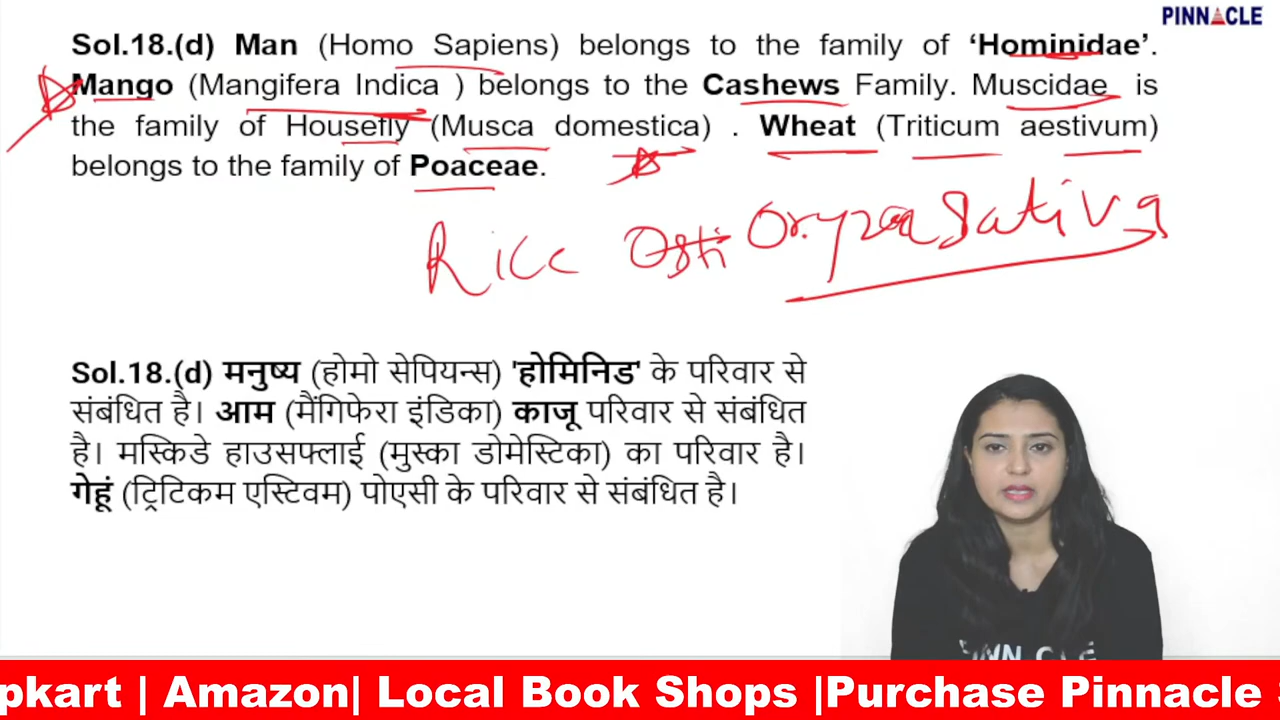 PINNACLE
Sol.18.(d) Man (Homo Sapiens) belongs to the family of ‘Hominidae’.
Mango (Mangifera Indica ) belongs to the Cashews Family. Muscidae is
the family of Housefly (Musca domestica) . Wheat (Triticum aestivum)
belongs to the family of Poaceae.
Rice Oryza Sativa
Sol.18.(d) मनुष्य (होमो सेपियन्स) 'होमिनिड' के परिवार से
संबंधित है। आम (मैंगिफेरा इंडिका) काजू परिवार से संबंधित
है। मस्किडे हाउसफ्लाई (मुस्का डोमेस्टिका) का परिवार है।
गेहूं (ट्रिटिकम एस्टिवम) पोएसी के परिवार से संबंधित है।
pkart | Amazon| Local Book Shops |Purchase Pinnacle